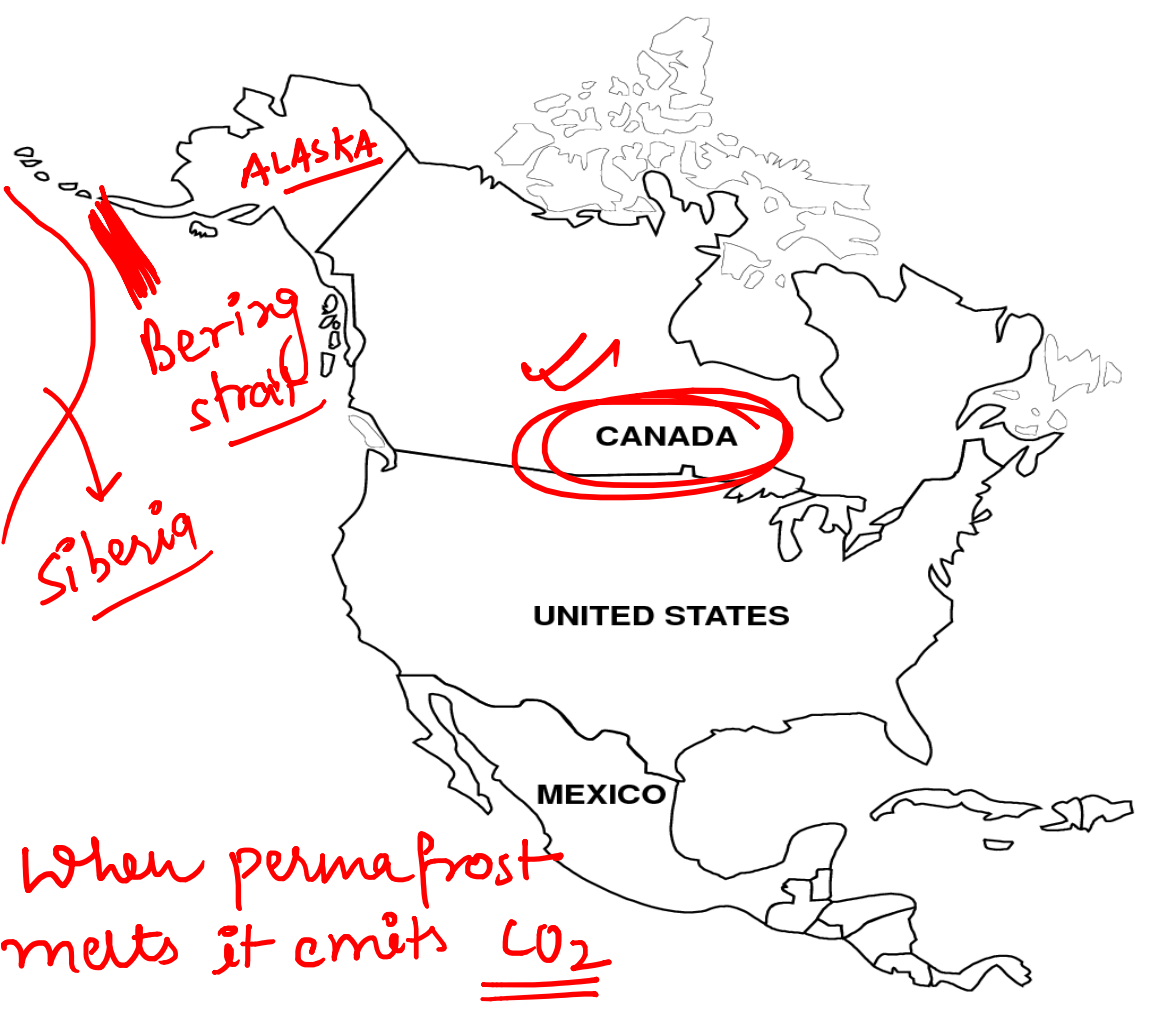 ALASKA
Bering
strait
CANADA
Siberia
UNITED STATES
MEXICO
When permafrost
melts it emits CO2